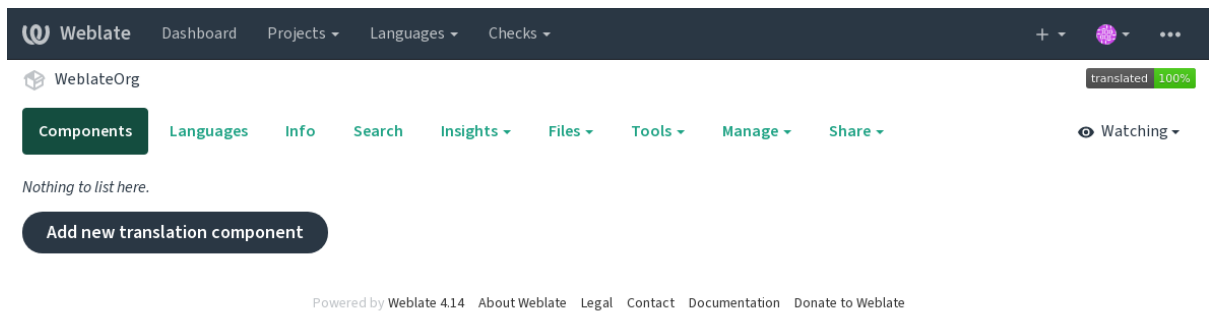 Weblate Dashboard Projects Languages Checks
WeblateOrg translated 100%
Components Languages Info Search Insights Files Tools Manage Share Watching
Nothing to list here.
Add new translation component
Powered by Weblate 4.14 About Weblate Legal Contact Documentation Donate to Weblate